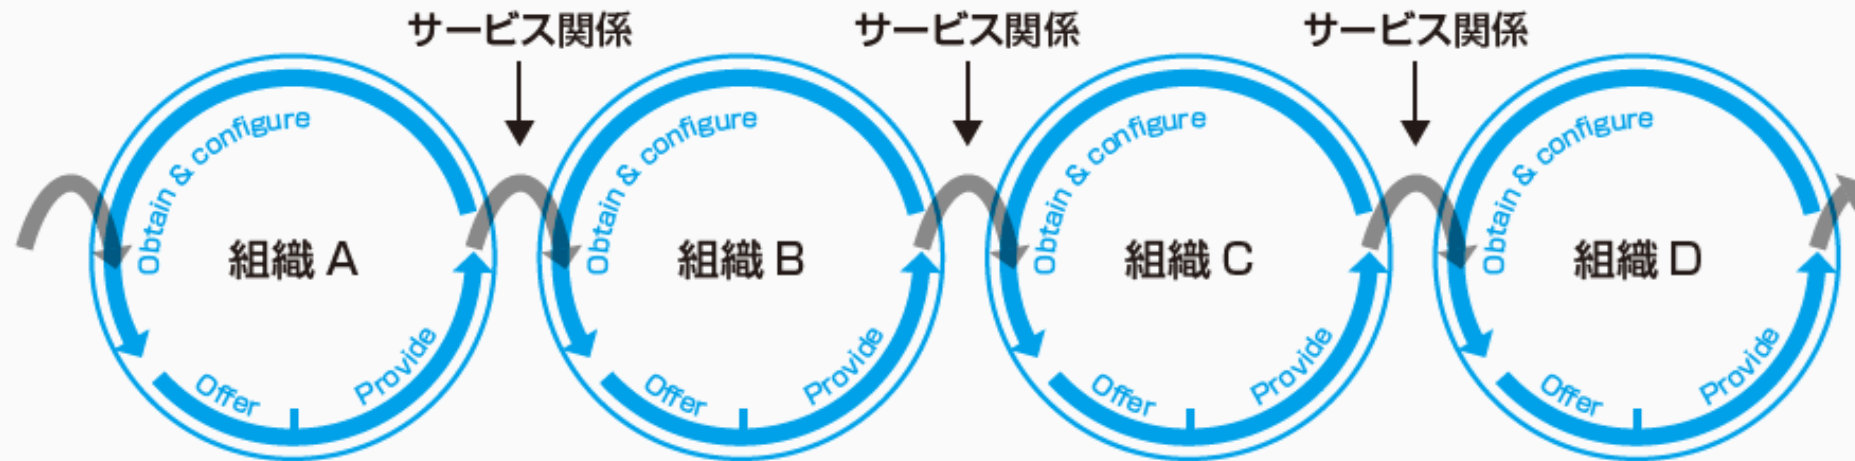 サービス関係
サービス関係
サービス関係
Obtain & configure
組織 A
Offer
Provide
Obtain & configure
組織 B
Offer
Provide
Obtain & configure
組織 C
Offer
Provide
Obtain & configure
組織 D
Offer
Provide